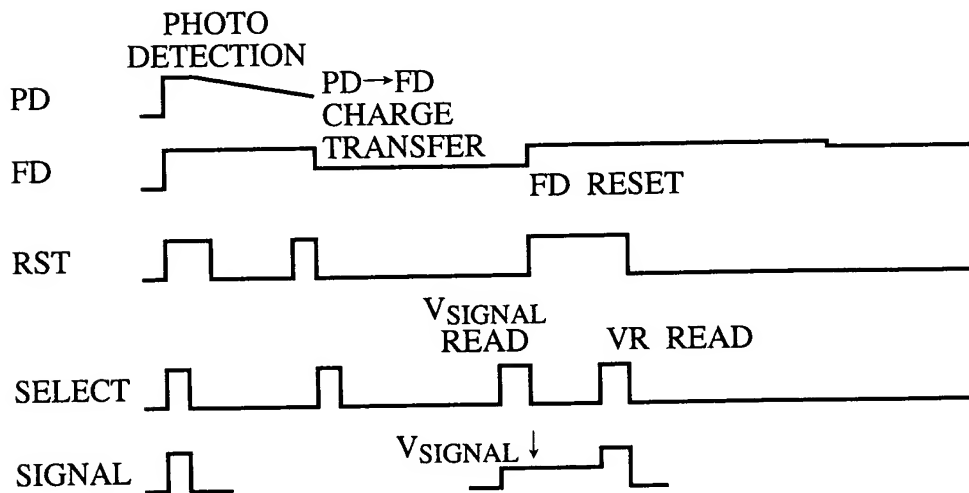 PHOTO
DETECTION
PD
PD→FD
CHARGE
TRANSFER
FD
FD RESET
RST
VSIGNAL
READ
VR READ
SELECT
VSIGNAL ↓
SIGNAL